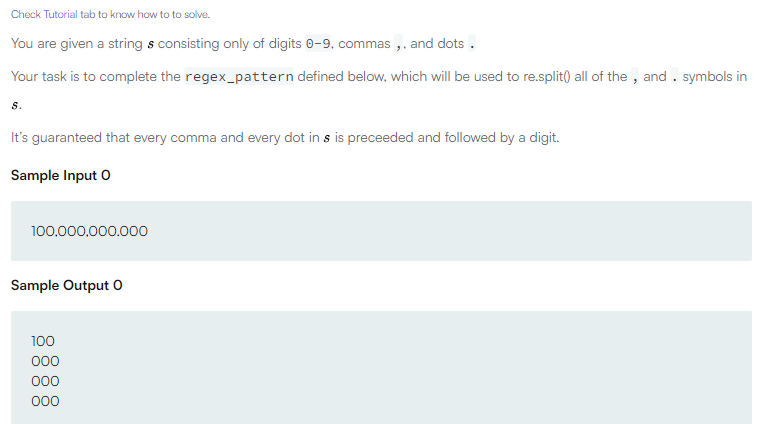 Check Tutorial tab to know how to to solve.
You are given a string s consisting only of digits 0-9, commas ,, and dots .
Your task is to complete the regex_pattern defined below, which will be used to re.split() all of the , and . symbols in
s.
It's guaranteed that every comma and every dot in s is preceeded and followed by a digit.
Sample Input 0
100,000,000.000
Sample Output 0
100
000
000
000